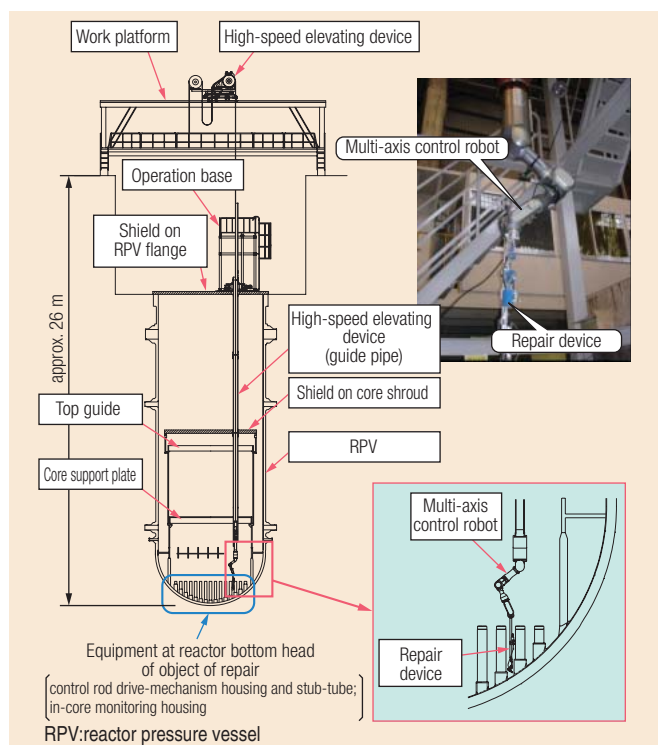 Work platform
High-speed elevating device
Multi-axis control robot
Operation base
Shield on
RPV flange
approx. 26 m
High-speed elevating
device
(guide pipe)
Repair device
Shield on core shroud
Top guide
RPV
Core support plate
Multi-axis
control robot
Equipment at reactor bottom head
of object of repair
control rod drive-mechanism housing and stub-tube;
in-core monitoring housing
Repair
device
RPV:reactor pressure vessel